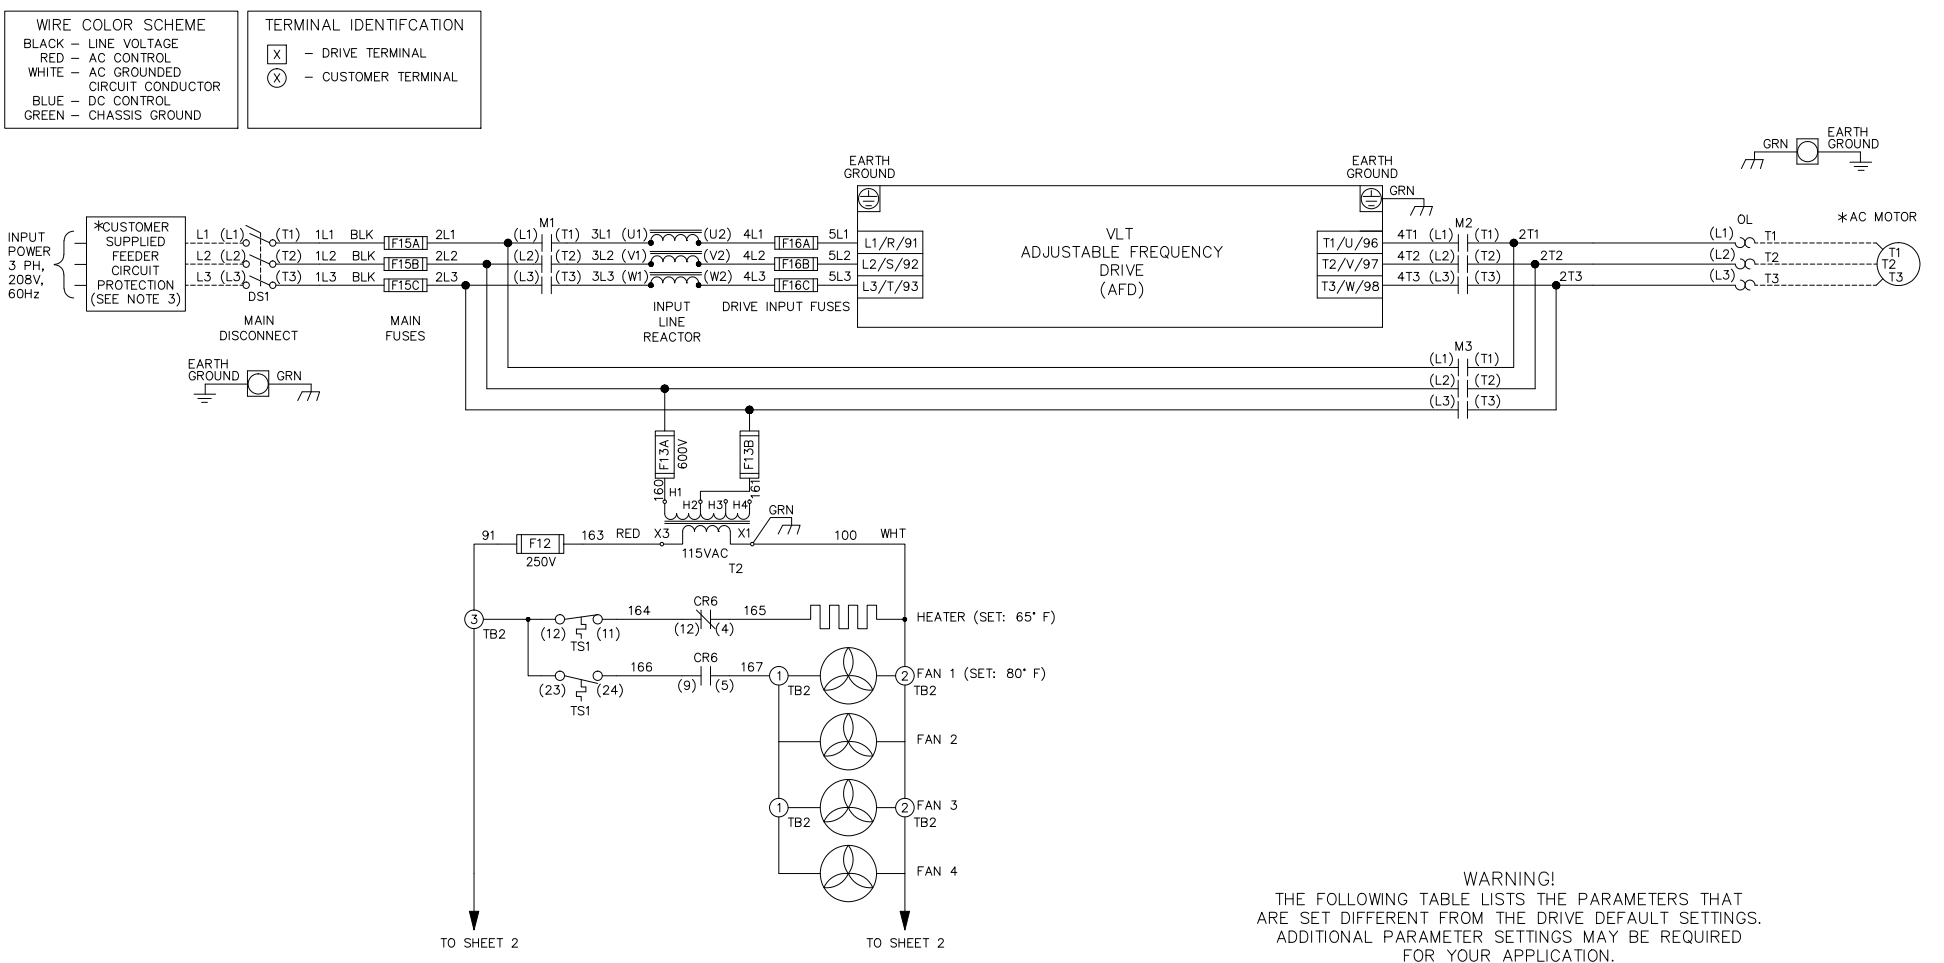 WIRE COLOR SCHEME
BLACK – LINE VOLTAGE
RED – AC CONTROL
WHITE – AC GROUNDED
CIRCUIT CONDUCTOR
BLUE – DC CONTROL
GREEN – CHASSIS GROUND
TERMINAL IDENTIFCATION
X – DRIVE TERMINAL
X – CUSTOMER TERMINAL
GRN
EARTH
GROUND
EARTH
GROUND
EARTH
GROUND
GRN
INPUT
POWER
3 PH,
208V,
60Hz
*CUSTOMER
SUPPLIED
FEEDER
CIRCUIT
PROTECTION
(SEE NOTE 3)
L1 (L1) (T1) 1L1 BLK F15A 2L1 (L1) M1 (T1) 3L1 (U1) (U2) 4L1 F16A 5L1 L1/R/91
L2 (L2) (T2) 1L2 BLK F15B 2L2 (L2) (T2) 3L2 (V1) (V2) 4L2 F16B 5L2 L2/S/92
L3 (L3) (T3) 1L3 BLK F15C 2L3 (L3) (T3) 3L3 (W1) (W2) 4L3 F16C 5L3 L3/T/93
DS1
MAIN
DISCONNECT
MAIN
FUSES
INPUT
LINE
REACTOR
DRIVE INPUT FUSES
VLT
ADJUSTABLE FREQUENCY
DRIVE
(AFD)
T1/U/96 4T1 (L1) M2 (T1) 2T1 (L1) OL T1
T2/V/97 4T2 (L2) (T2) 2T2 (L2) T2
T3/W/98 4T3 (L3) (T3) 2T3 (L3) T3
*AC MOTOR
T1
T2
T3
M3
(L1) (T1)
(L2) (T2)
(L3) (T3)
EARTH
GROUND
GRN
F13A
600V
F13B
160
161
H1
H2 H3 H4
GRN
91 F12 163 RED X3 X1 100 WHT
250V
115VAC
T2
3
TB2
(12) (11)
TS1
164
CR6
(12) (4)
165
HEATER (SET: 65° F)
(23) (24)
TS1
166
CR6
(9) (5)
167
1
TB2
2
TB2
FAN 1 (SET: 80° F)
FAN 2
1
TB2
2
TB2
FAN 3
FAN 4
TO SHEET 2
TO SHEET 2
WARNING!
THE FOLLOWING TABLE LISTS THE PARAMETERS THAT
ARE SET DIFFERENT FROM THE DRIVE DEFAULT SETTINGS.
ADDITIONAL PARAMETER SETTINGS MAY BE REQUIRED
FOR YOUR APPLICATION.